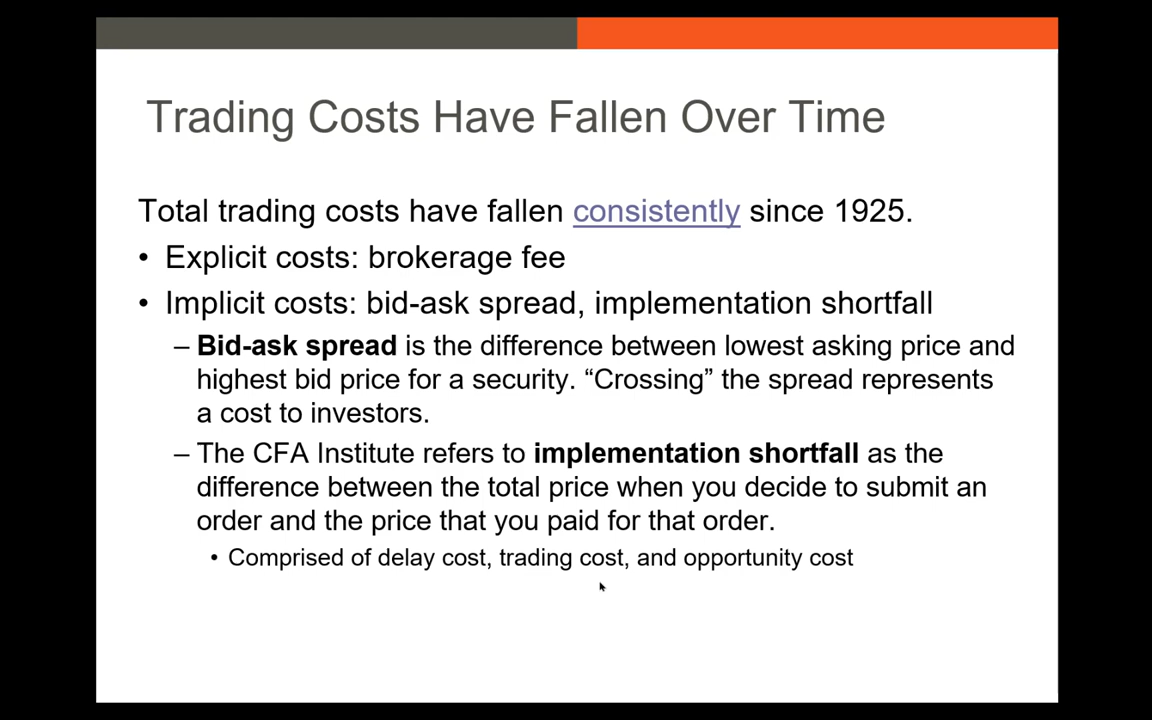 Trading Costs Have Fallen Over Time
Total trading costs have fallen consistently since 1925.
• Explicit costs: brokerage fee
• Implicit costs: bid-ask spread, implementation shortfall
– Bid-ask spread is the difference between lowest asking price and
highest bid price for a security. “Crossing” the spread represents
a cost to investors.
– The CFA Institute refers to implementation shortfall as the
difference between the total price when you decide to submit an
order and the price that you paid for that order.
• Comprised of delay cost, trading cost, and opportunity cost